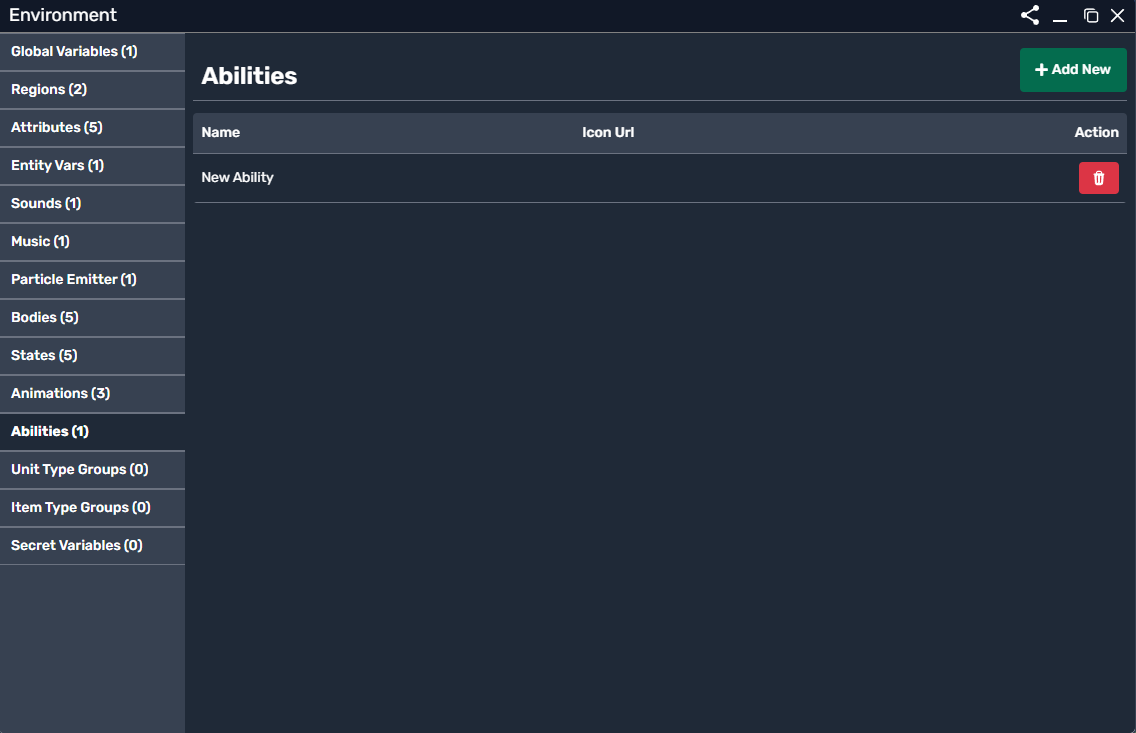 Environment
Global Variables (1)
Regions (2)
Attributes (5)
Entity Vars (1)
Sounds (1)
Music (1)
Particle Emitter (1)
Bodies (5)
States (5)
Animations (3)
Abilities (1)
Unit Type Groups (0)
Item Type Groups (0)
Secret Variables (0)
Abilities
Add New
Name Icon Url Action
New Ability